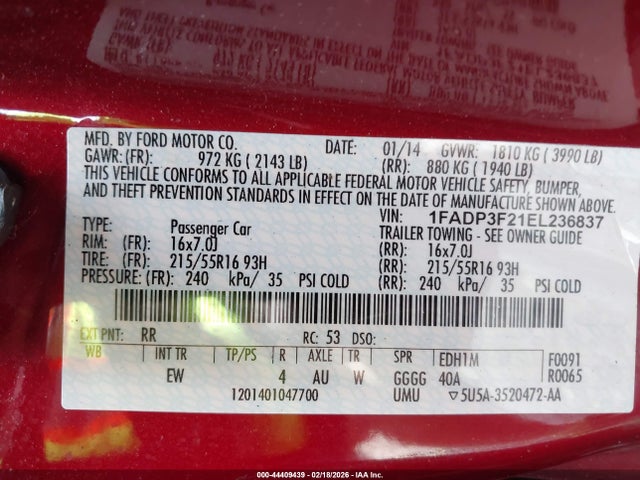 MFD. BY FORD MOTOR CO. DATE: 01/14 GVWR: 1810 KG ( 3990 LB)
GAWR: (FR): 972 KG ( 2143 LB) (RR): 880 KG ( 1940 LB)
THIS VEHICLE CONFORMS TO ALL APPLICABLE FEDERAL MOTOR VEHICLE SAFETY, BUMPER,
AND THEFT PREVENTION STANDARDS IN EFFECT ON THE DATE OF MANUFACTURE SHOWN ABOVE.
VIN: 1FADP3F21EL236837
TYPE: Passenger Car TRAILER TOWING - SEE OWNER GUIDE
RIM: (FR): 16x7.0J (RR): 16x7.0J
TIRE: (FR): 215/55R16 93H (RR): 215/55R16 93H
PRESSURE: (FR): 240 kPa/ 35 PSI COLD (RR): 240 kPa/ 35 PSI COLD
EXT PNT: RR RC: 53 DSO:
WB INT TR TP/PS R AXLE TR SPR EDH1M F0091
EW 4 AU W GGGG 40A R0065
1201401047700 UMU ▽5U5A-3520472-AA
000-44409439 - 02/18/2026 - IAA Inc.